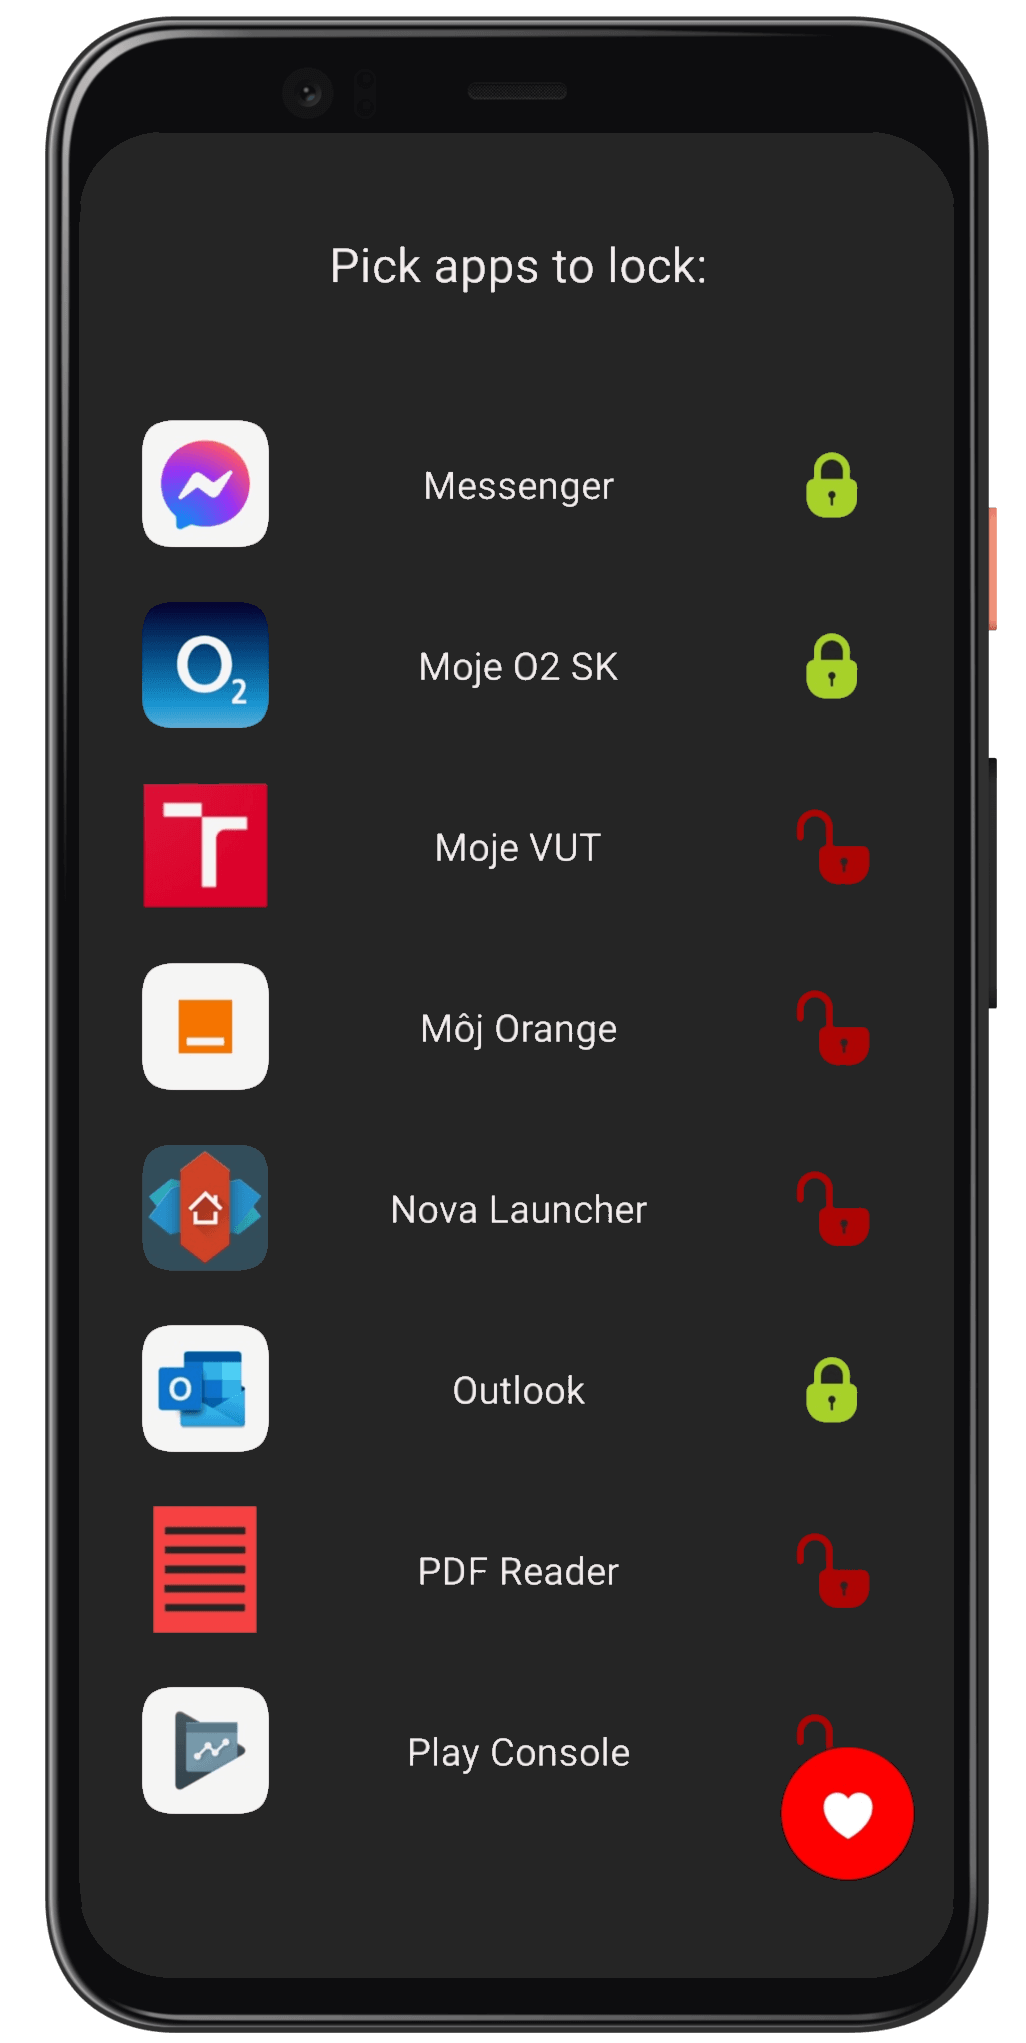 Pick apps to lock:
Messenger
O2
Moje O2 SK
Moje VUT
Môj Orange
Nova Launcher
O
Outlook
PDF Reader
Play Console